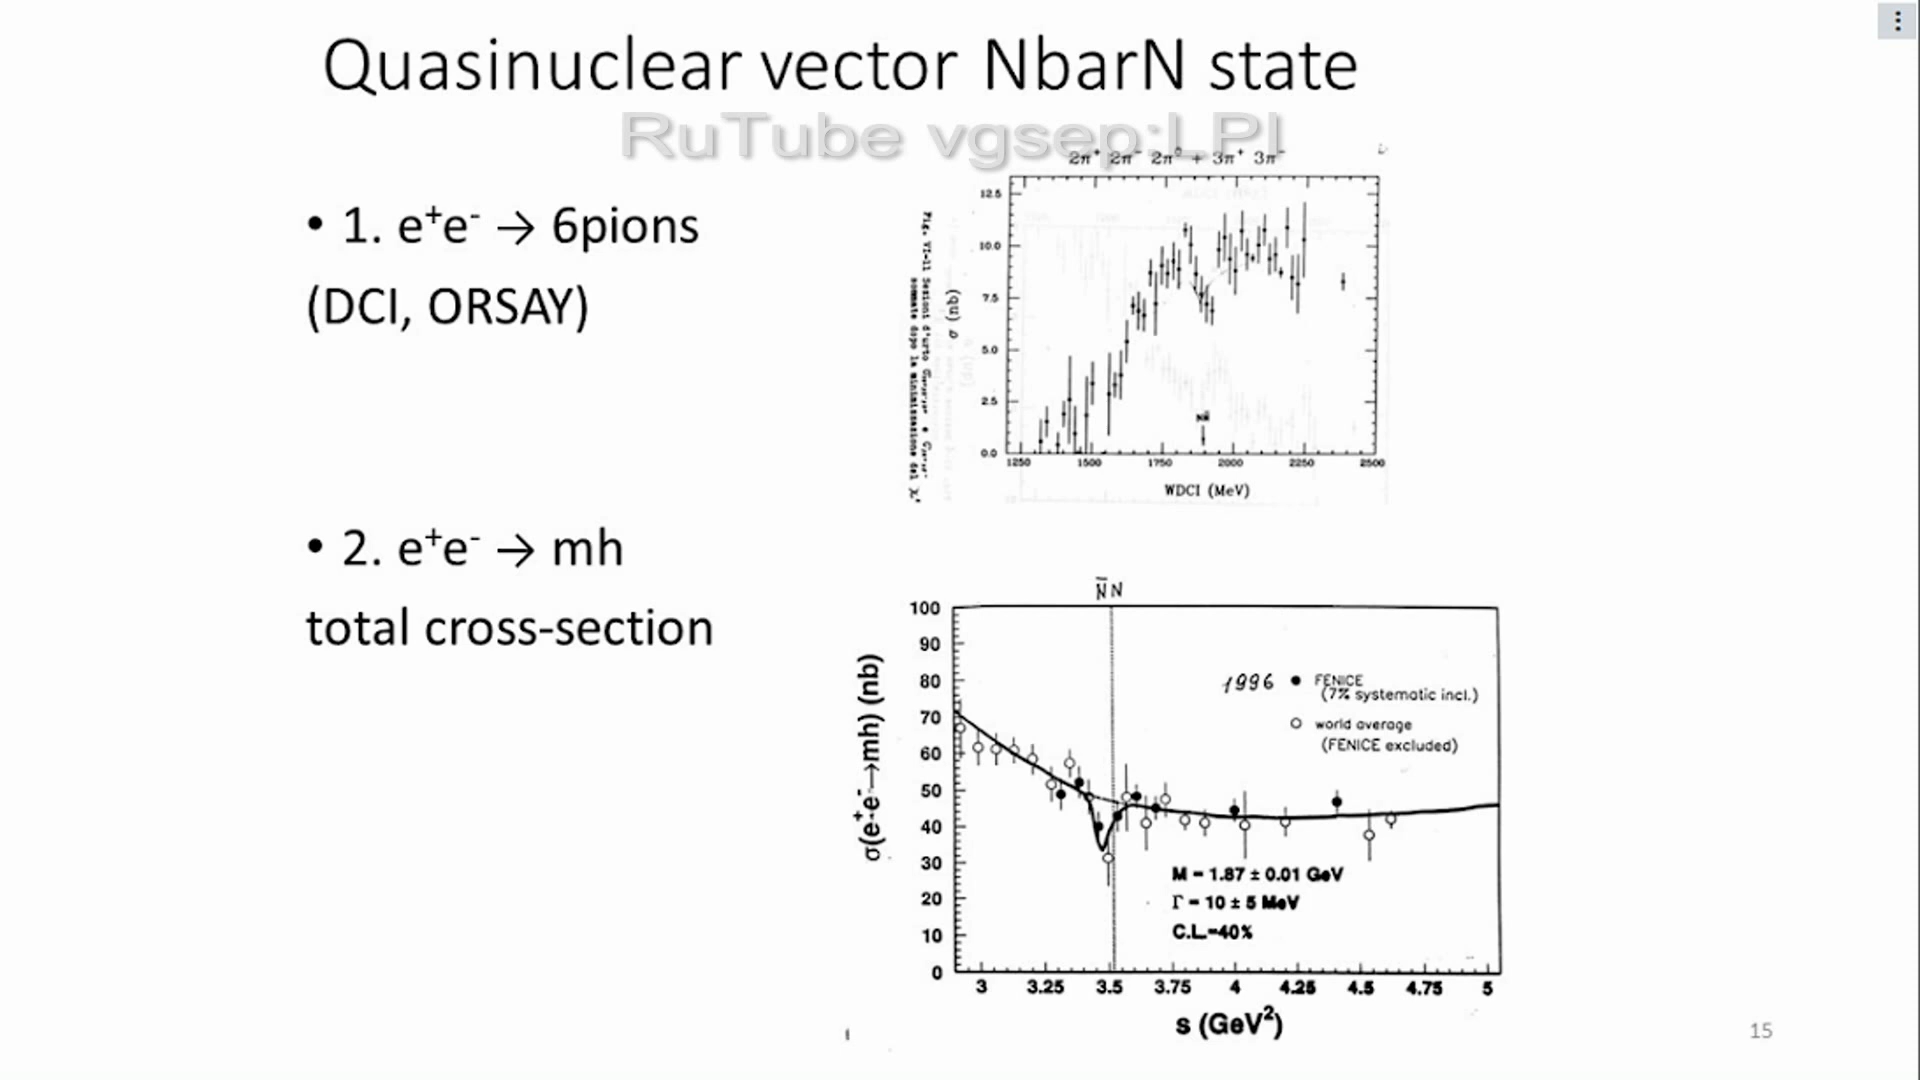 Quasinuclear vector NbarN state
RuTube vgsep:LPI
• 1. e⁺e⁻ → 6pions
(DCI, ORSAY)
2π⁺ 2π⁻ 2π⁰ + 3π⁺ 3π⁻
σ (nb)
12.5
10.0
7.5
5.0
2.5
0.0
NN̄
1250 1500 1750 2000 2250 2500
WDCI (MeV)
• 2. e⁺e⁻ → mh
total cross-section
N̄N
σ(e⁺e⁻→mh) (nb)
100
90
80
70
60
50
40
30
20
10
0
1996 ● FENICE
(7% systematic incl.)
○ world average
(FENICE excluded)
M = 1.87 ± 0.01 GeV
Γ = 10 ± 5 MeV
C.L.=40%
3 3.25 3.5 3.75 4 4.25 4.5 4.75 5
s (GeV²)
15